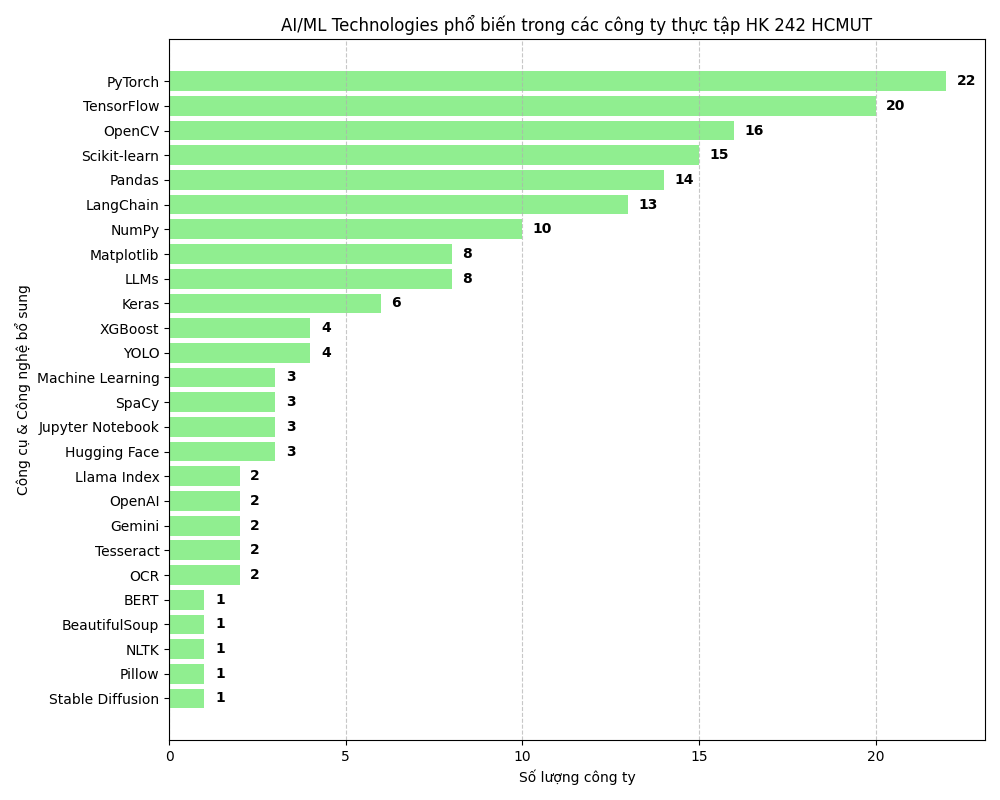 AI/ML Technologies phổ biến trong các công ty thực tập HK 242 HCMUT
Công cụ & Công nghệ bổ sung
PyTorch 22
TensorFlow 20
OpenCV 16
Scikit-learn 15
Pandas 14
LangChain 13
NumPy 10
Matplotlib 8
LLMs 8
Keras 6
XGBoost 4
YOLO 4
Machine Learning 3
SpaCy 3
Jupyter Notebook 3
Hugging Face 3
Llama Index 2
OpenAI 2
Gemini 2
Tesseract 2
OCR 2
BERT 1
BeautifulSoup 1
NLTK 1
Pillow 1
Stable Diffusion 1
0 5 10 15 20
Số lượng công ty